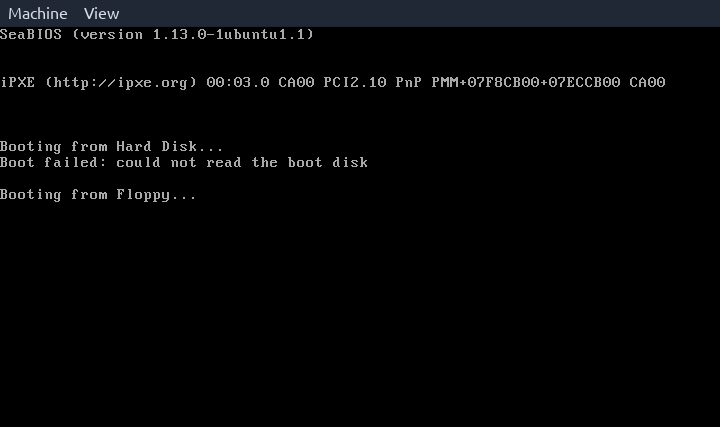 Machine View
SeaBIOS (version 1.13.0-1ubuntu1.1)
iPXE (http://ipxe.org) 00:03.0 CA00 PCI2.10 PnP PMM+07F8CB00+07ECCB00 CA00
Booting from Hard Disk...
Boot failed: could not read the boot disk
Booting from Floppy...